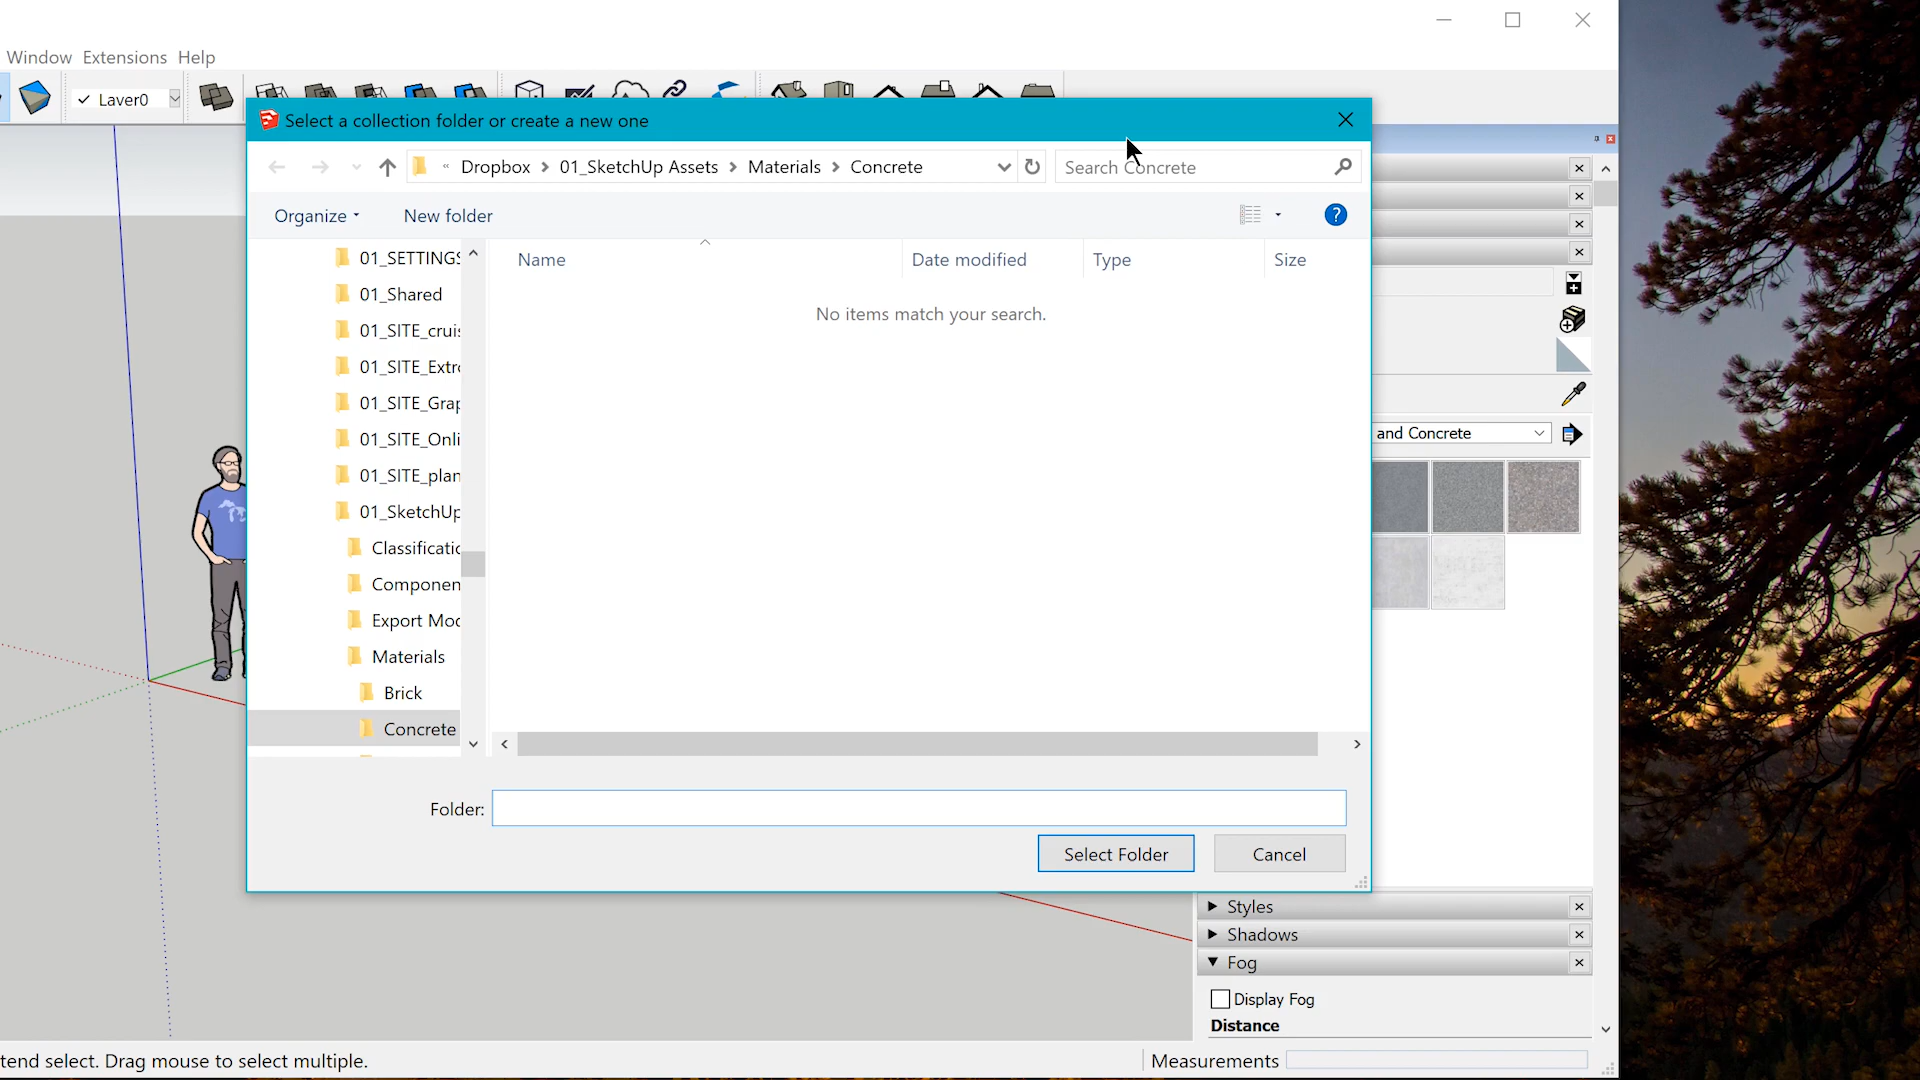 Window Extensions Help
Laver0
Select a collection folder or create a new one
« Dropbox > 01_SketchUp Assets > Materials > Concrete
Search Concrete
Organize
New folder
Name
Date modified
Type
Size
No items match your search.
01_SETTINGS
01_Shared
01_SITE_cruis
01_SITE_Extr
01_SITE_Grap
01_SITE_Onli
01_SITE_plan
01_SketchUp
Classificatic
Componen
Export Moc
Materials
Brick
Concrete
and Concrete
Folder:
Select Folder
Cancel
Styles
Shadows
Fog
Display Fog
Distance
tend select. Drag mouse to select multiple.
Measurements